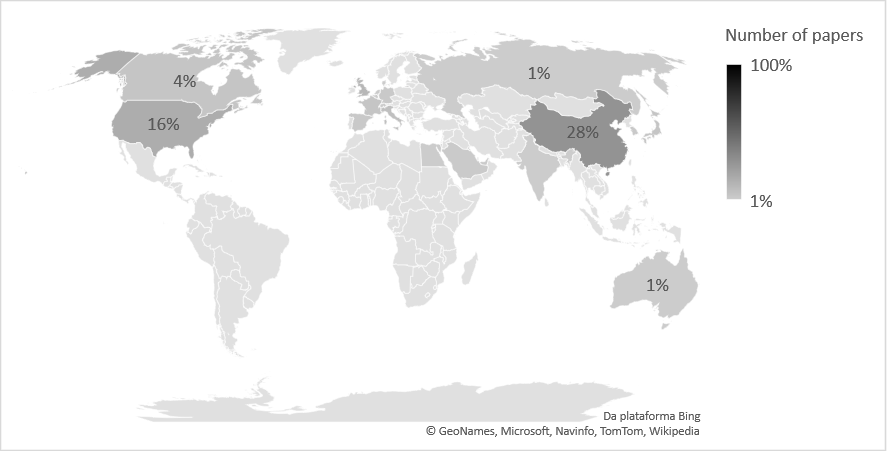 Number of papers
100%
1%
4%
16%
1%
28%
1%
Da plataforma Bing
© GeoNames, Microsoft, Navinfo, TomTom, Wikipedia